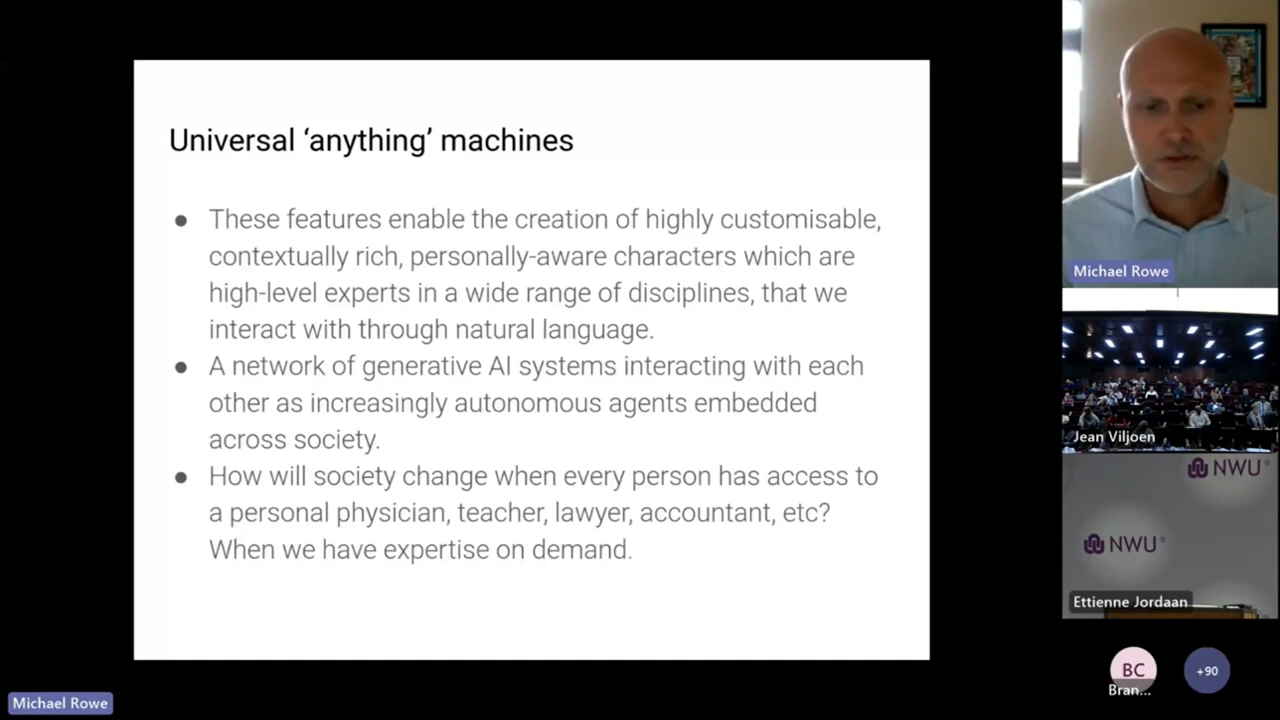 Universal ‘anything’ machines
● These features enable the creation of highly customisable,
contextually rich, personally-aware characters which are
high-level experts in a wide range of disciplines, that we
interact with through natural language.
● A network of generative AI systems interacting with each
other as increasingly autonomous agents embedded
across society.
● How will society change when every person has access to
a personal physician, teacher, lawyer, accountant, etc?
When we have expertise on demand.
Michael Rowe
Jean Viljoen
NWU®
NWU®
Ettienne Jordaan
BC
Bran...
+90
Michael Rowe